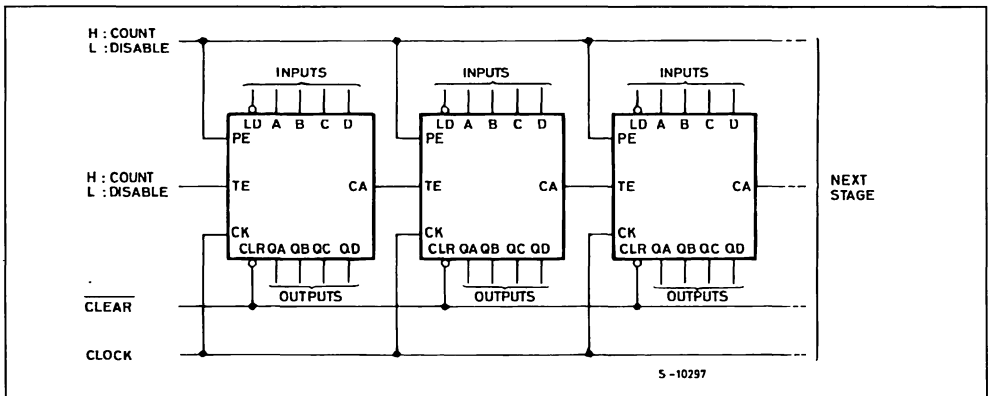 H : COUNT
L : DISABLE
INPUTS INPUTS INPUTS
LD A B C D LD A B C D LD A B C D
PE PE PE
H : COUNT
L : DISABLE
TE CA TE CA TE CA
NEXT
STAGE
CK CK CK
CLR QA QB QC QD CLR QA QB QC QD CLR QA QB QC QD
OUTPUTS OUTPUTS OUTPUTS
CLEAR
CLOCK
S-10297